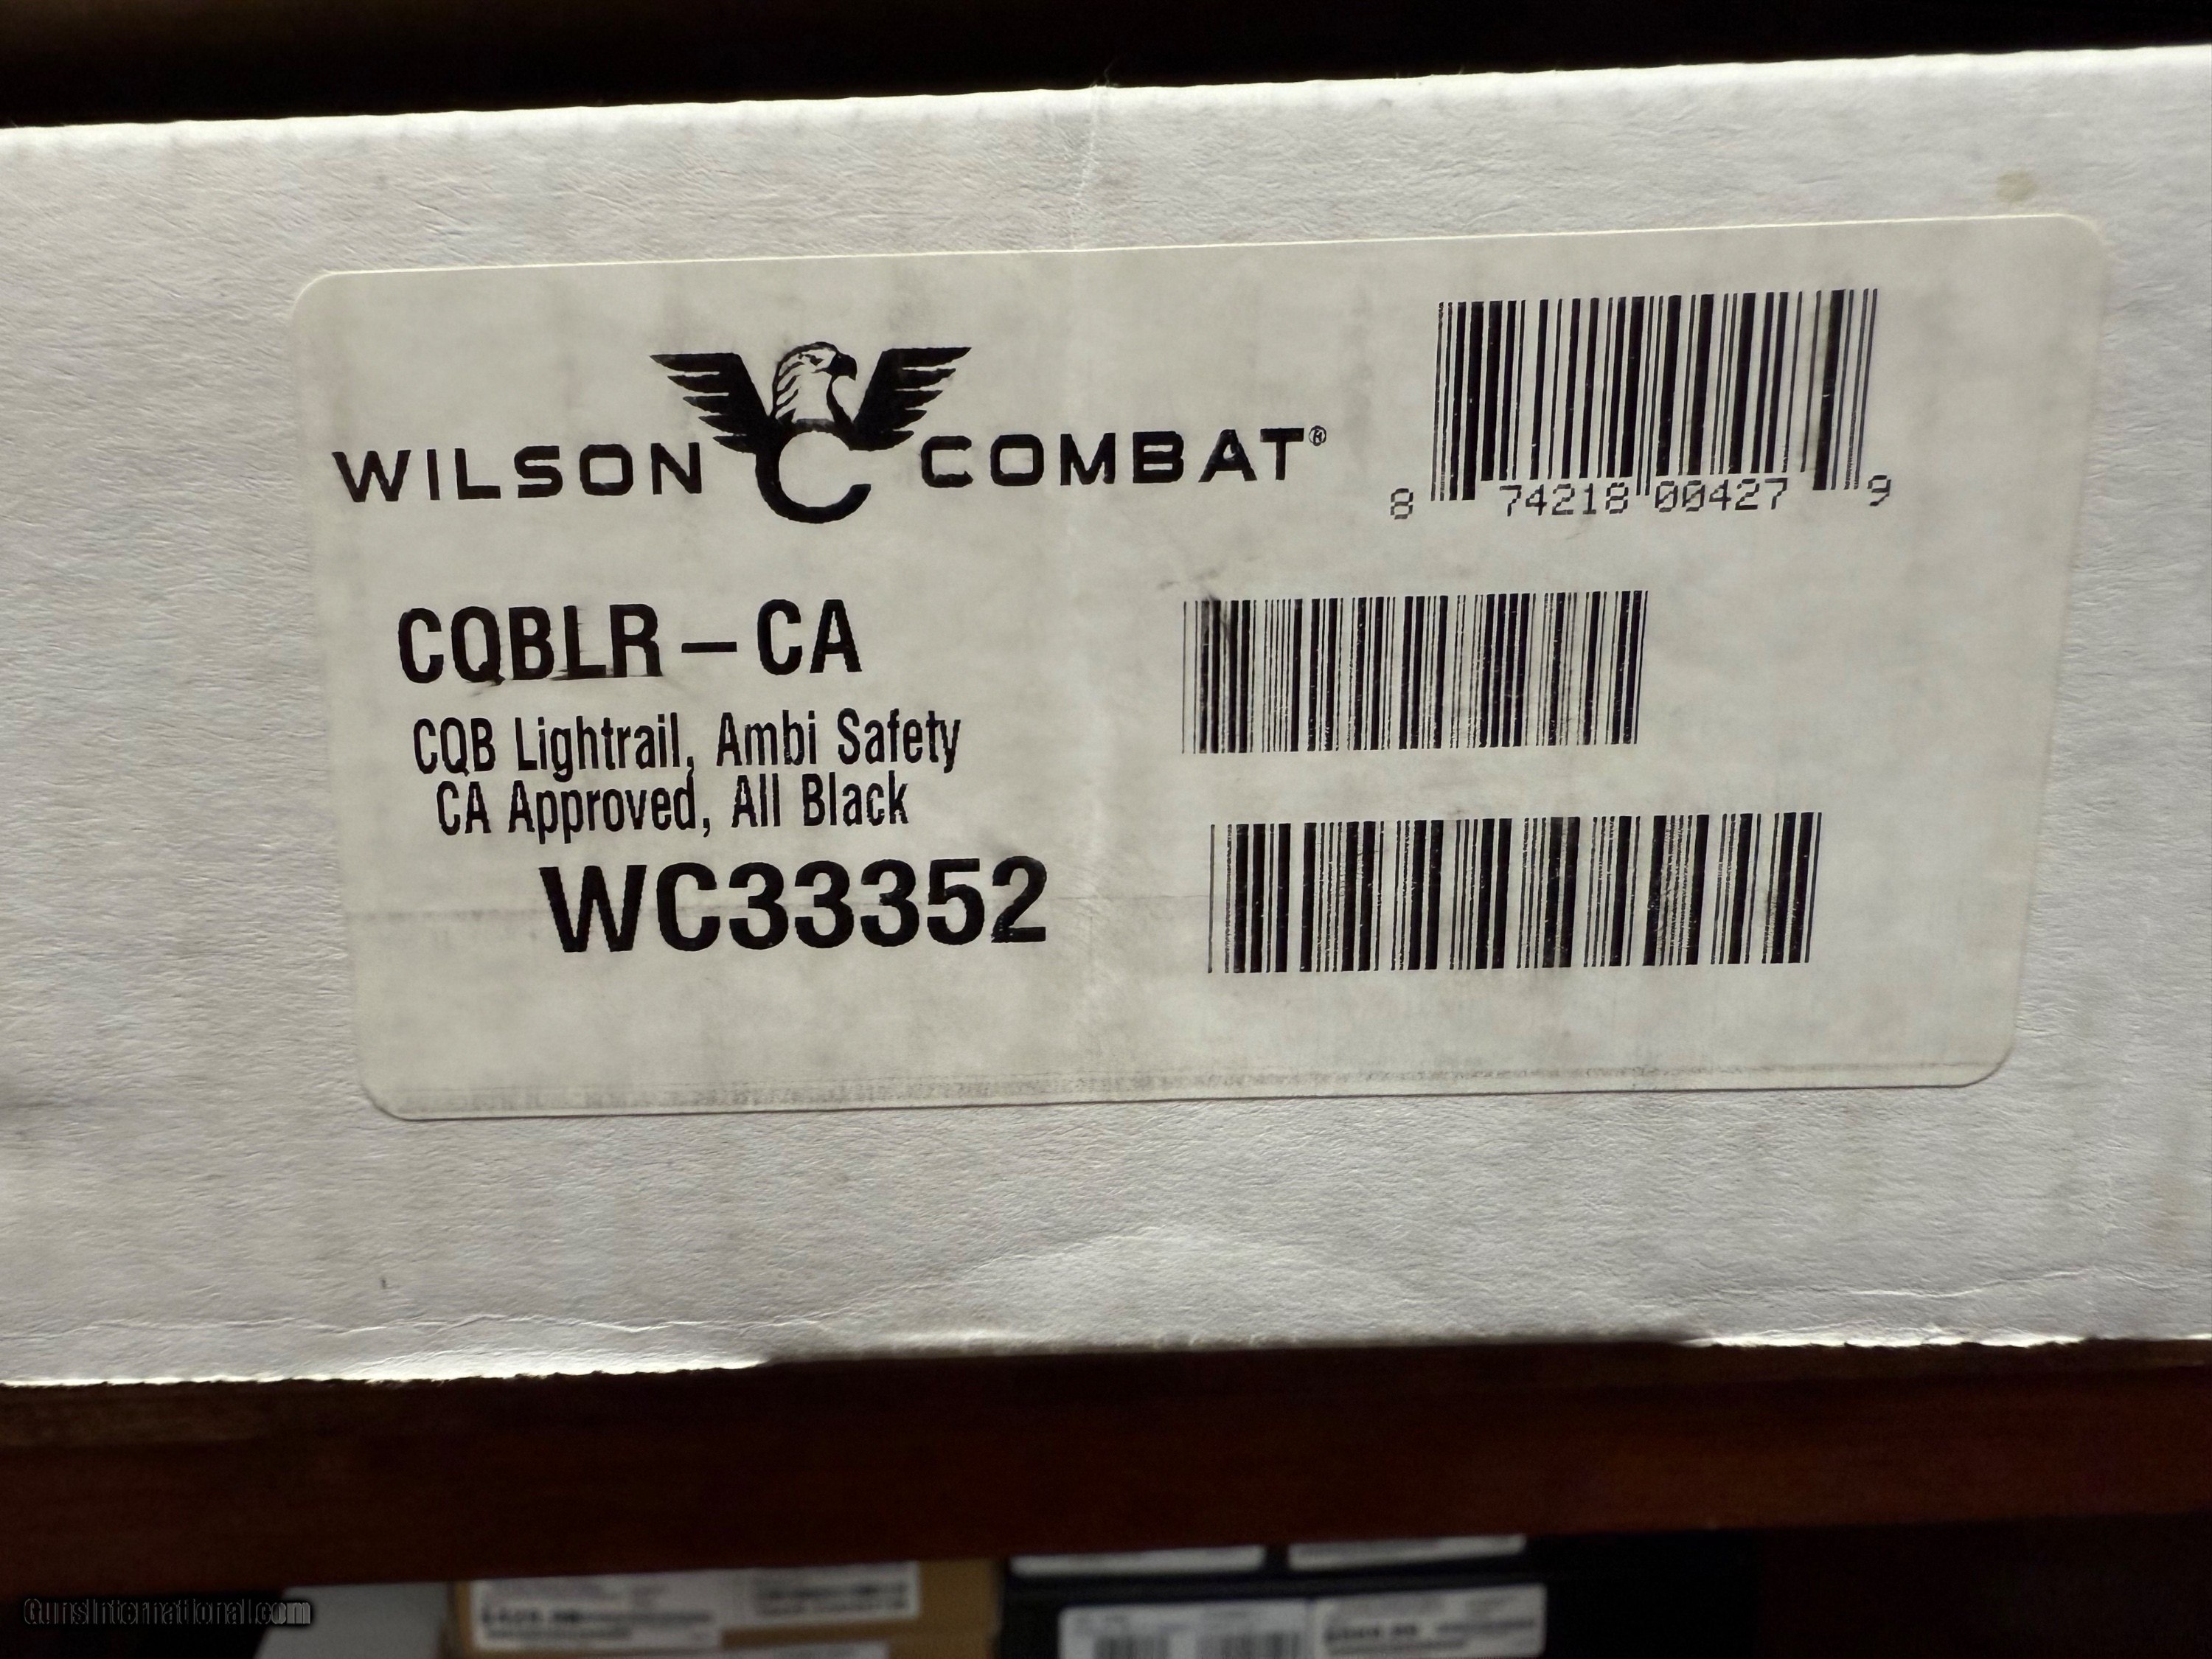 WILSON COMBAT®
8 74218 00427 9
CQBLR – CA
CQB Lightrail, Ambi Safety
CA Approved, All Black
WC33352
GunsInternational.com